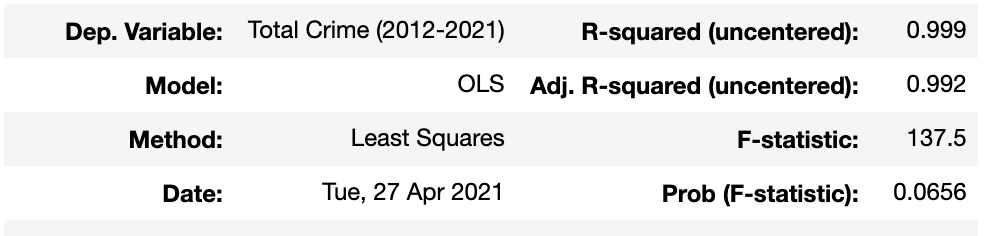 Dep. Variable: Total Crime (2012-2021) R-squared (uncentered): 0.999
Model: OLS Adj. R-squared (uncentered): 0.992
Method: Least Squares F-statistic: 137.5
Date: Tue, 27 Apr 2021 Prob (F-statistic): 0.0656